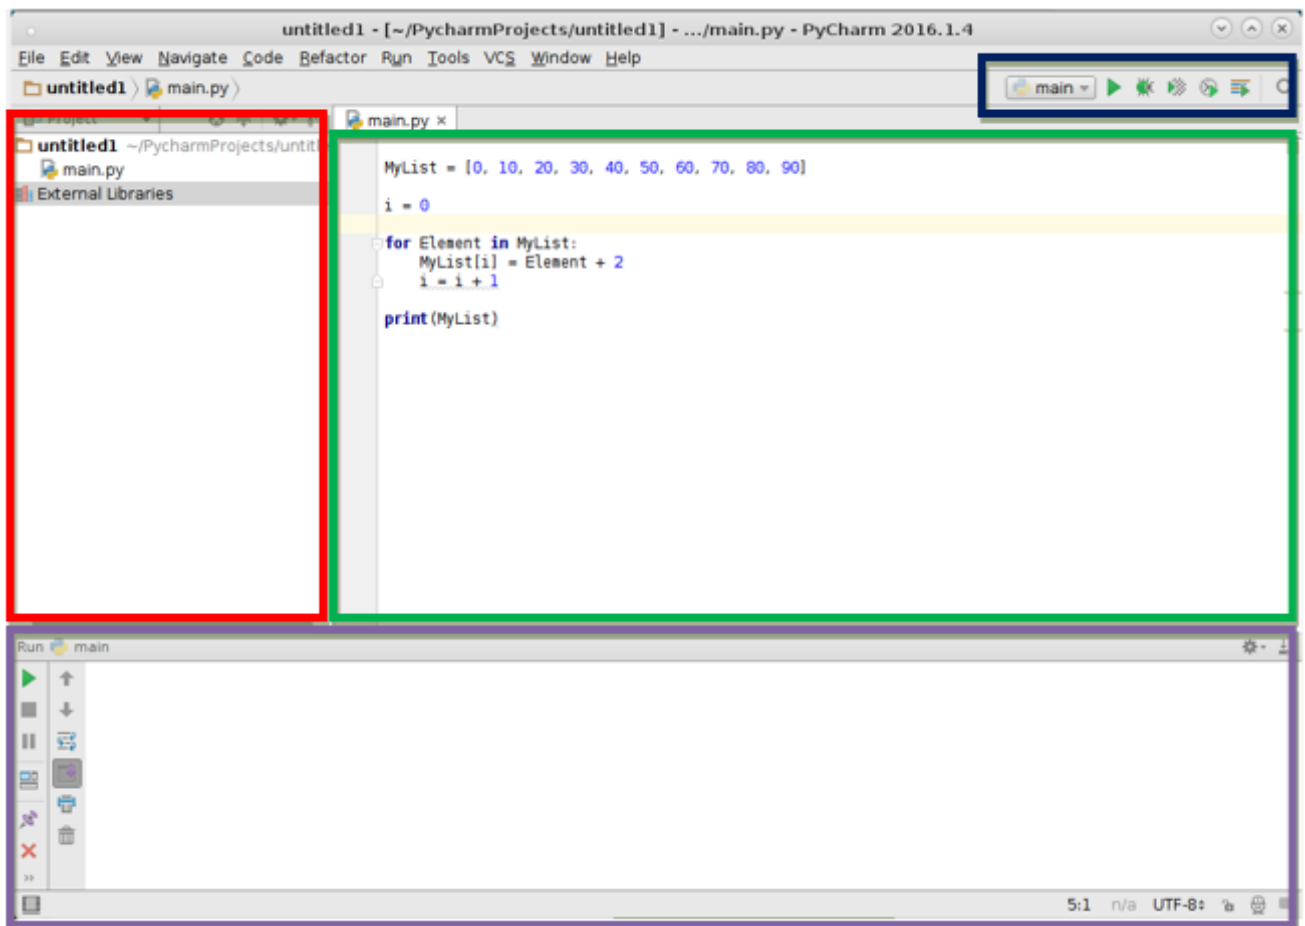 untitled1 - [~/PycharmProjects/untitled1] - .../main.py - PyCharm 2016.1.4
File Edit View Navigate Code Refactor Run Tools VCS Window Help
untitled1 main.py
main
Project
main.py ×
untitled1 ~/PycharmProjects/untitl
main.py
External Libraries
MyList = [0, 10, 20, 30, 40, 50, 60, 70, 80, 90]
i = 0
for Element in MyList:
MyList[i] = Element + 2
i = i + 1
print(MyList)
Run main
5:1 n/a UTF-8